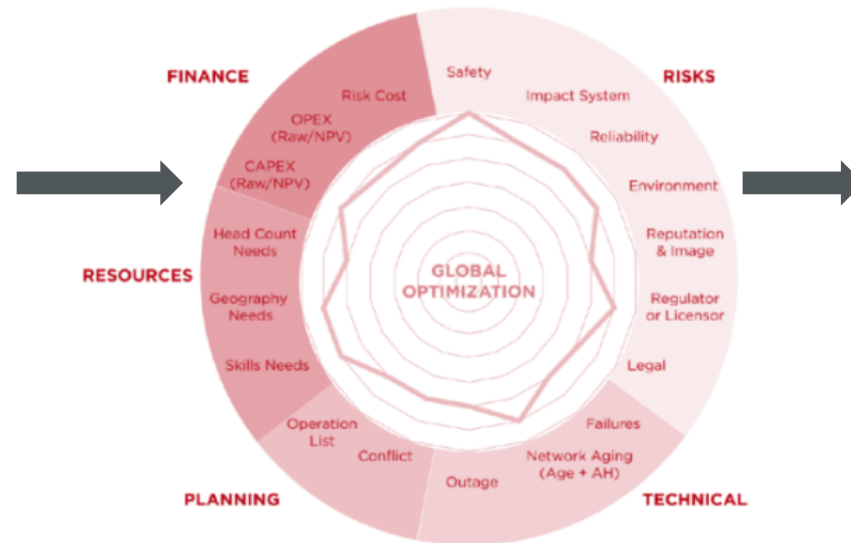 FINANCE
Risk Cost
OPEX
(Raw/NPV)
CAPEX
(Raw/NPV)
RISKS
Safety
Impact System
Reliability
Environment
Reputation
& Image
Regulator
or Licensor
Legal
RESOURCES
Head Count
Needs
Geography
Needs
Skills Needs
GLOBAL
OPTIMIZATION
PLANNING
Operation
List
Conflict
TECHNICAL
Failures
Network Aging
(Age + AH)
Outage